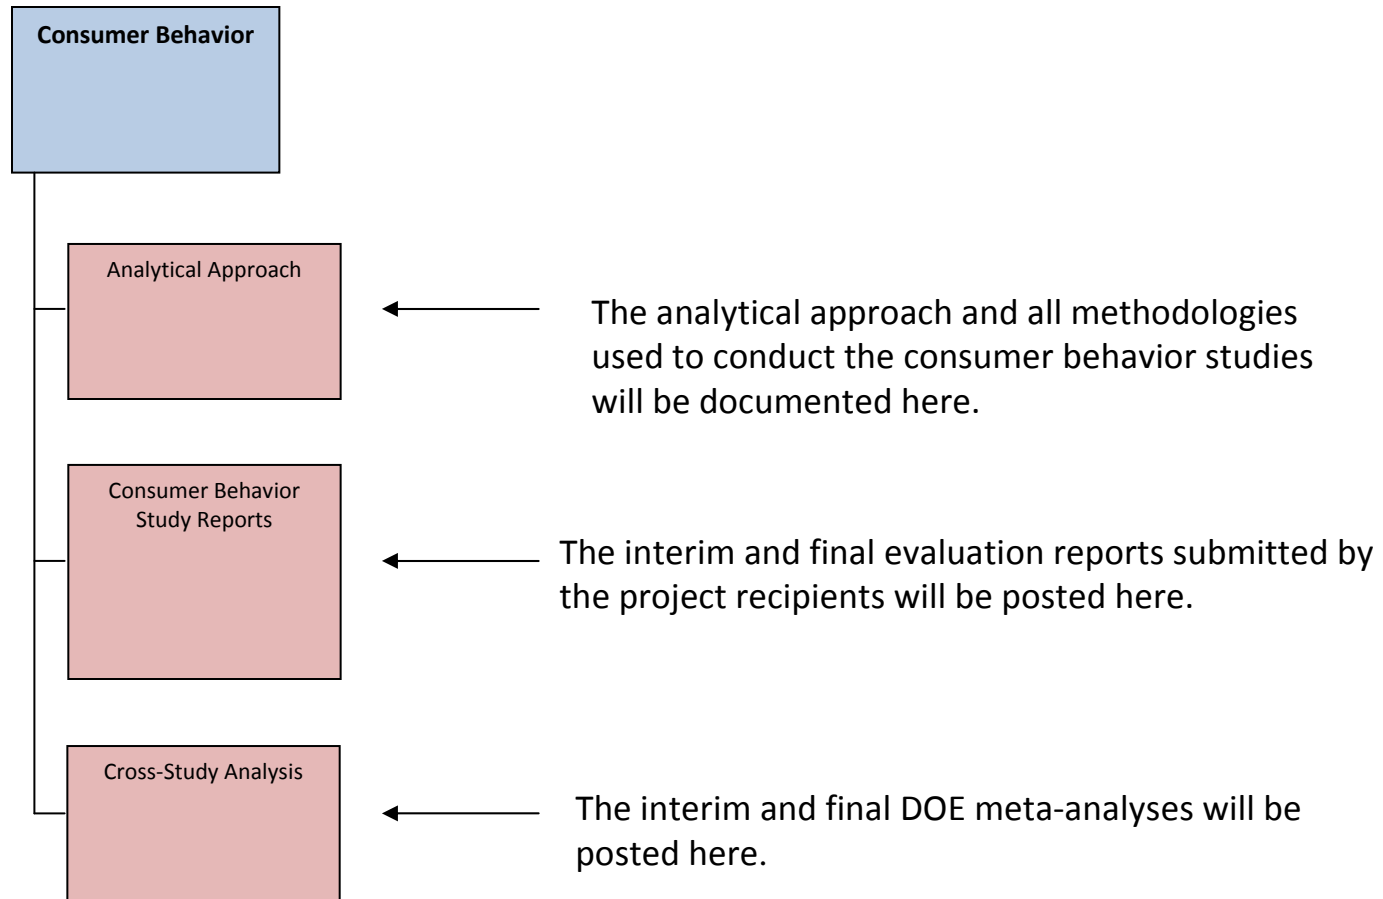 Consumer Behavior
Analytical Approach
The analytical approach and all methodologies
used to conduct the consumer behavior studies
will be documented here.
Consumer Behavior
Study Reports
The interim and final evaluation reports submitted by
the project recipients will be posted here.
Cross-Study Analysis
The interim and final DOE meta-analyses will be
posted here.